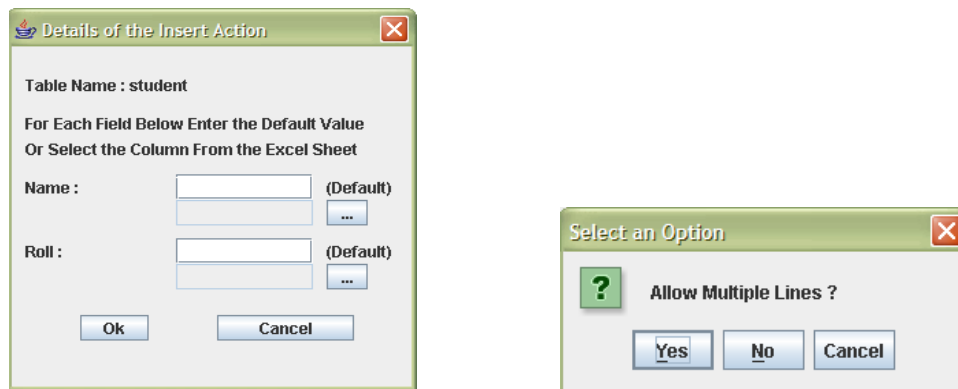 Details of the Insert Action
Table Name : student
For Each Field Below Enter the Default Value
Or Select the Column From the Excel Sheet
Name :
(Default)
...
Roll :
(Default)
...
Ok
Cancel
Select an Option
?
Allow Multiple Lines ?
Yes
No
Cancel